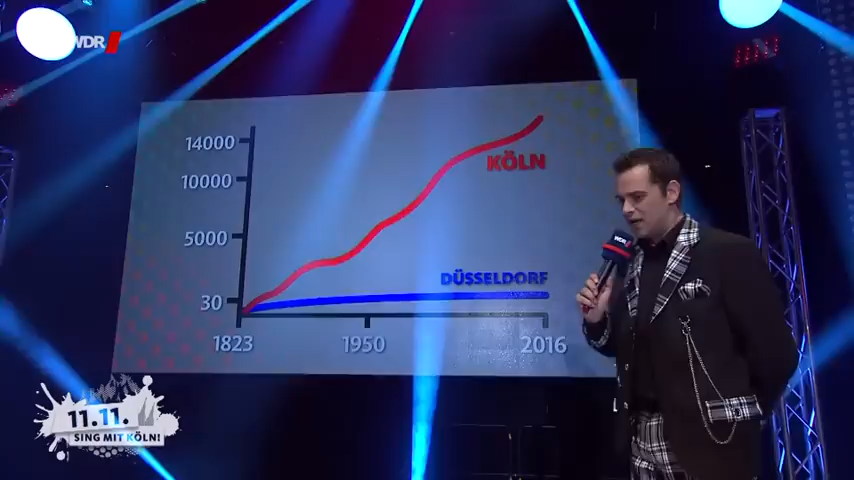 WDR
14000
10000
5000
30
KÖLN
DÜSSELDORF
1823
1950
2016
WDR
11.11.
SING MIT KÖLN!